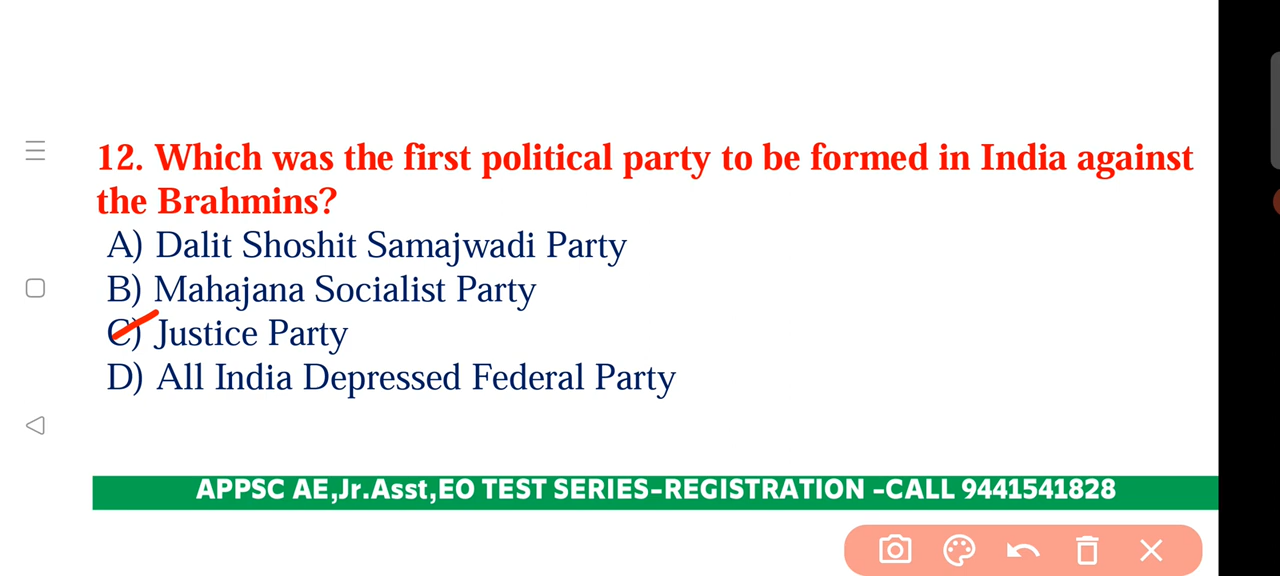 12. Which was the first political party to be formed in India against
the Brahmins?
A) Dalit Shoshit Samajwadi Party
B) Mahajana Socialist Party
C) Justice Party
D) All India Depressed Federal Party
APPSC AE,Jr.Asst,EO TEST SERIES-REGISTRATION -CALL 9441541828